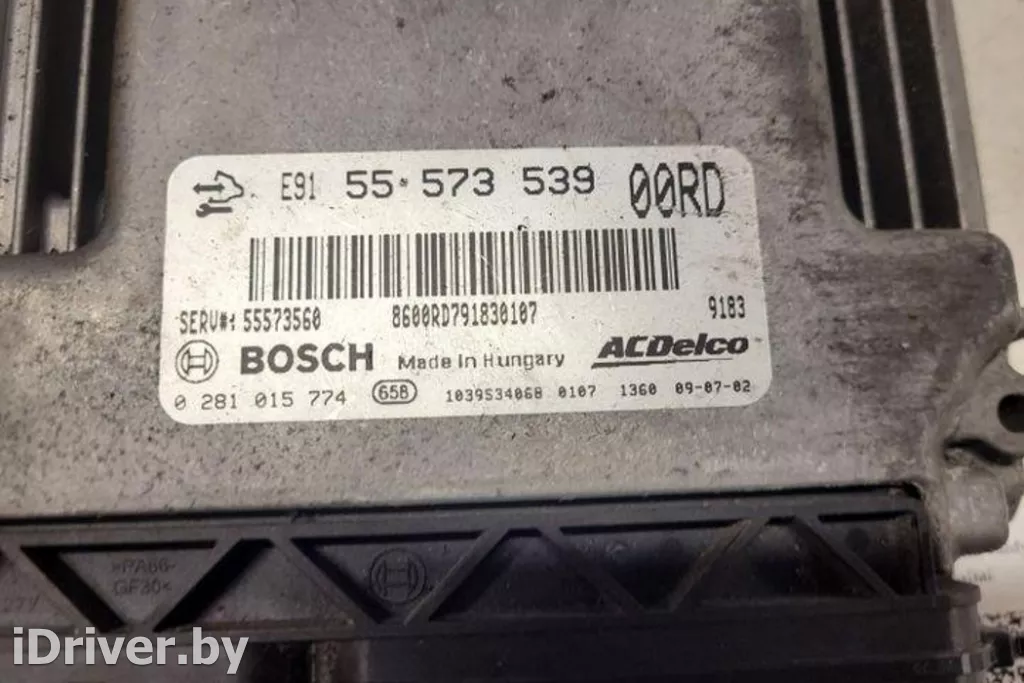 E91 55 573 539 00RD
SERV#: 55573560 8600RD791830107 9183
BOSCH Made in Hungary ACDelco
0 281 015 774 658 1039S34068 0107 1360 09-07-02
>PA66-
GF30<
iDriver.by